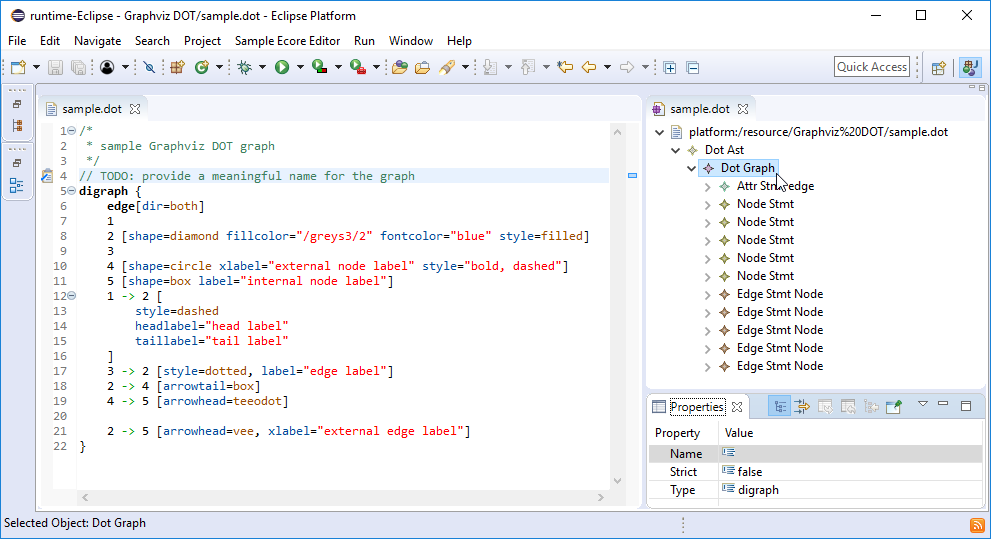 runtime-Eclipse - Graphviz DOT/sample.dot - Eclipse Platform
File Edit Navigate Search Project Sample Ecore Editor Run Window Help
Quick Access
sample.dot
1 /*
2  * sample Graphviz DOT graph
3  */
4 // TODO: provide a meaningful name for the graph
5 digraph {
6     edge[dir=both]
7     1
8     2 [shape=diamond fillcolor="/greys3/2" fontcolor="blue" style=filled]
9     3
10     4 [shape=circle xlabel="external node label" style="bold, dashed"]
11     5 [shape=box label="internal node label"]
12     1 -> 2 [
13         style=dashed
14         headlabel="head label"
15         taillabel="tail label"
16     ]
17     3 -> 2 [style=dotted, label="edge label"]
18     2 -> 4 [arrowtail=box]
19     4 -> 5 [arrowhead=teeodot]
20
21     2 -> 5 [arrowhead=vee, xlabel="external edge label"]
22 }
sample.dot
platform:/resource/Graphviz%20DOT/sample.dot
Dot Ast
Dot Graph
Attr Stmt edge
Node Stmt
Node Stmt
Node Stmt
Node Stmt
Node Stmt
Edge Stmt Node
Edge Stmt Node
Edge Stmt Node
Edge Stmt Node
Edge Stmt Node
Properties
Property Value
Name
Strict false
Type digraph
Selected Object: Dot Graph